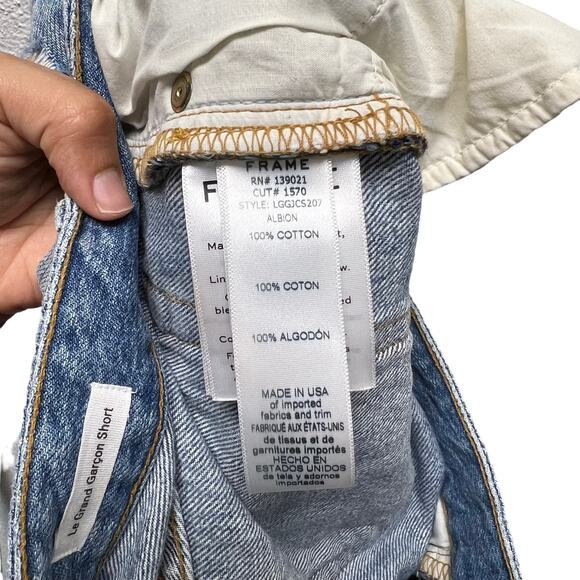 FRAME
RN# 139021
CUT# 1570
STYLE: LGGJCS207
ALBION
100% COTTON
100% COTON
100% ALGODÓN
MADE IN USA
of imported
fabrics and trim
FABRIQUÉ AUX ÉTATS-UNIS
de tissus et de
garnitures importés
HECHO EN
ESTADOS UNIDOS
de tela y adornos
importados
Le Grand Garçon Short